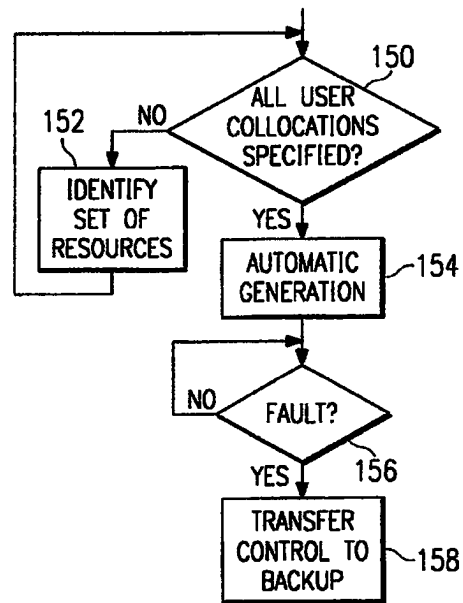 150
ALL USER
COLLOCATIONS
SPECIFIED?
NO
152
IDENTIFY
SET OF
RESOURCES
YES
AUTOMATIC
GENERATION
154
FAULT?
NO
156
YES
TRANSFER
CONTROL TO
BACKUP
158